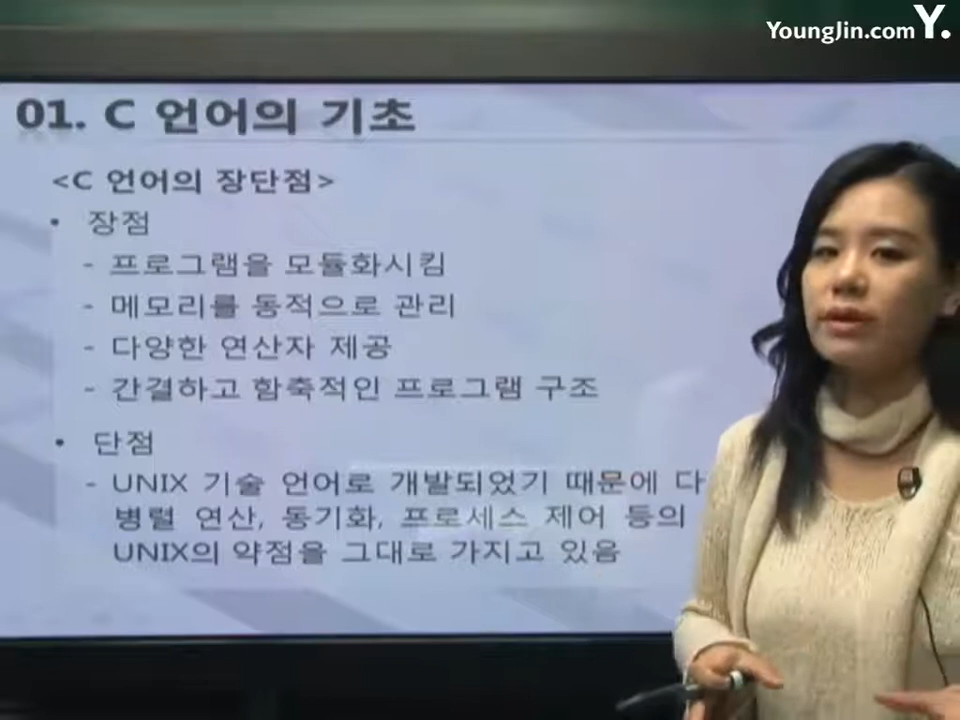 YoungJin.com Y.
01. C 언어의 기초
<C 언어의 장단점>
• 장점
- 프로그램을 모듈화시킴
- 메모리를 동적으로 관리
- 다양한 연산자 제공
- 간결하고 함축적인 프로그램 구조
• 단점
- UNIX 기술 언어로 개발되었기 때문에 다
병렬 연산, 동기화, 프로세스 제어 등의
UNIX의 약점을 그대로 가지고 있음